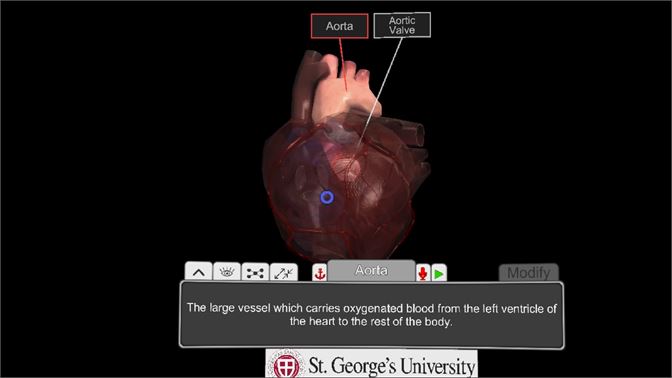 Aorta
Aortic
Valve
Aorta
Modify
The large vessel which carries oxygenated blood from the left ventricle of
the heart to the rest of the body.
St. George's University